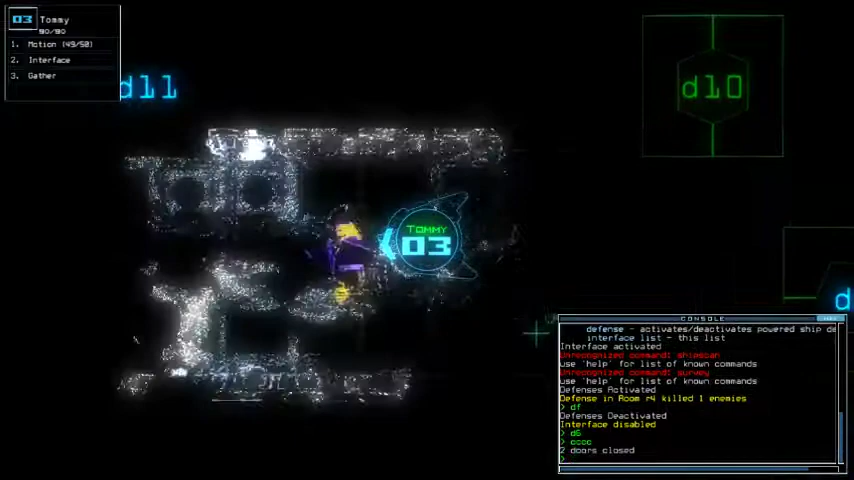 03 Tommy
90/90
1. Motion (49/50)
2. Interface
3. Gather
d11
d10
TOMMY
03
d
CONSOLE
defense - activates/deactivates powered ship de
interface list - this list
Interface activated
Unrecognized command: shipscan
use 'help' for list of known commands
Unrecognized command: survey
use 'help' for list of known commands
Defenses Activated
Defense in Room r4 killed 1 enemies
> df
Defenses Deactivated
Interface disabled
> d6
> cccc
2 doors closed
>